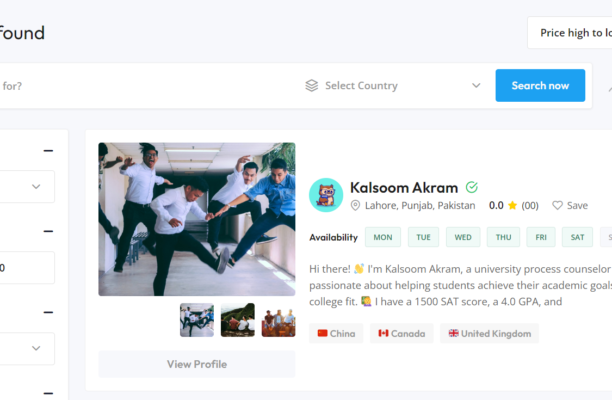 found
Price high to lo
for?
Select Country
Search now
Kalsoom Akram
Lahore, Punjab, Pakistan
0.0 (00)
Save
Availability
MON
TUE
WED
THU
FRI
SAT
S
0
Hi there! 👋 I'm Kalsoom Akram, a university process counselor
passionate about helping students achieve their academic goals
college fit. I have a 1500 SAT score, a 4.0 GPA, and
China
Canada
United Kingdom
View Profile